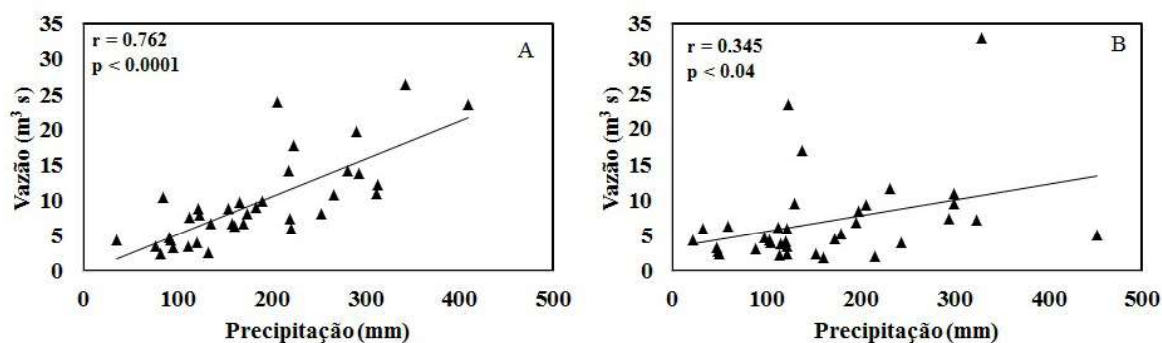 r = 0.762
p < 0.0001
A
35
30
25
20
15
10
5
0
Vazão (m³ s)
0 100 200 300 400 500
Precipitação (mm)
r = 0.345
p < 0.04
B
35
30
25
20
15
10
5
0
Vazão (m³ s)
0 100 200 300 400 500
Precipitação (mm)